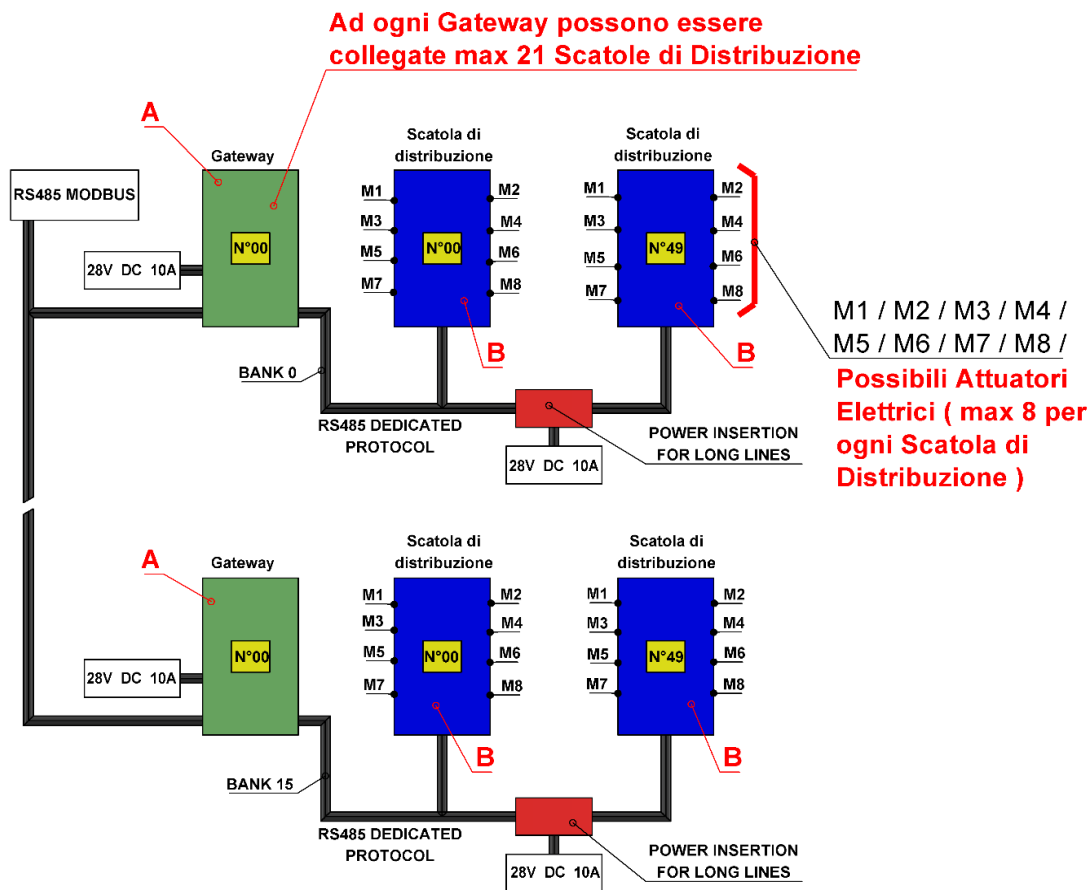 Ad ogni Gateway possono essere
collegate max 21 Scatole di Distribuzione
A
Gateway
Scatola di
distribuzione
Scatola di
distribuzione
RS485 MODBUS
28V DC 10A
N°00
M1
M3
M5
M7
N°00
M2
M4
M6
M8
B
M1
M3
M5
M7
N°49
M2
M4
M6
M8
B
M1 / M2 / M3 / M4 /
M5 / M6 / M7 / M8 /
Possibili Attuatori
Elettrici ( max 8 per
ogni Scatola di
Distribuzione )
BANK 0
RS485 DEDICATED
PROTOCOL
28V DC 10A
POWER INSERTION
FOR LONG LINES
A
Gateway
Scatola di
distribuzione
Scatola di
distribuzione
28V DC 10A
N°00
M1
M3
M5
M7
N°00
M2
M4
M6
M8
B
M1
M3
M5
M7
N°49
M2
M4
M6
M8
B
BANK 15
RS485 DEDICATED
PROTOCOL
28V DC 10A
POWER INSERTION
FOR LONG LINES